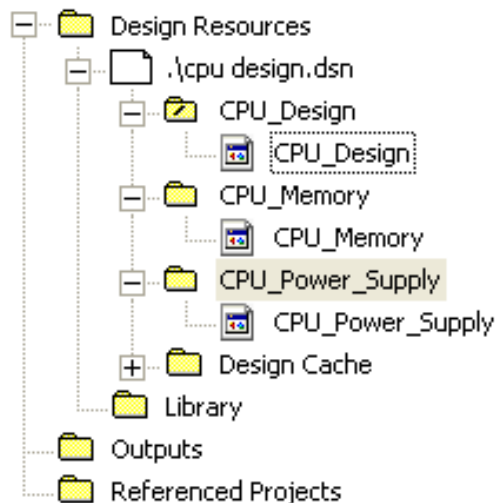 Design Resources
.\cpu design.dsn
CPU_Design
CPU_Design
CPU_Memory
CPU_Memory
CPU_Power_Supply
CPU_Power_Supply
Design Cache
Library
Outputs
Referenced Projects